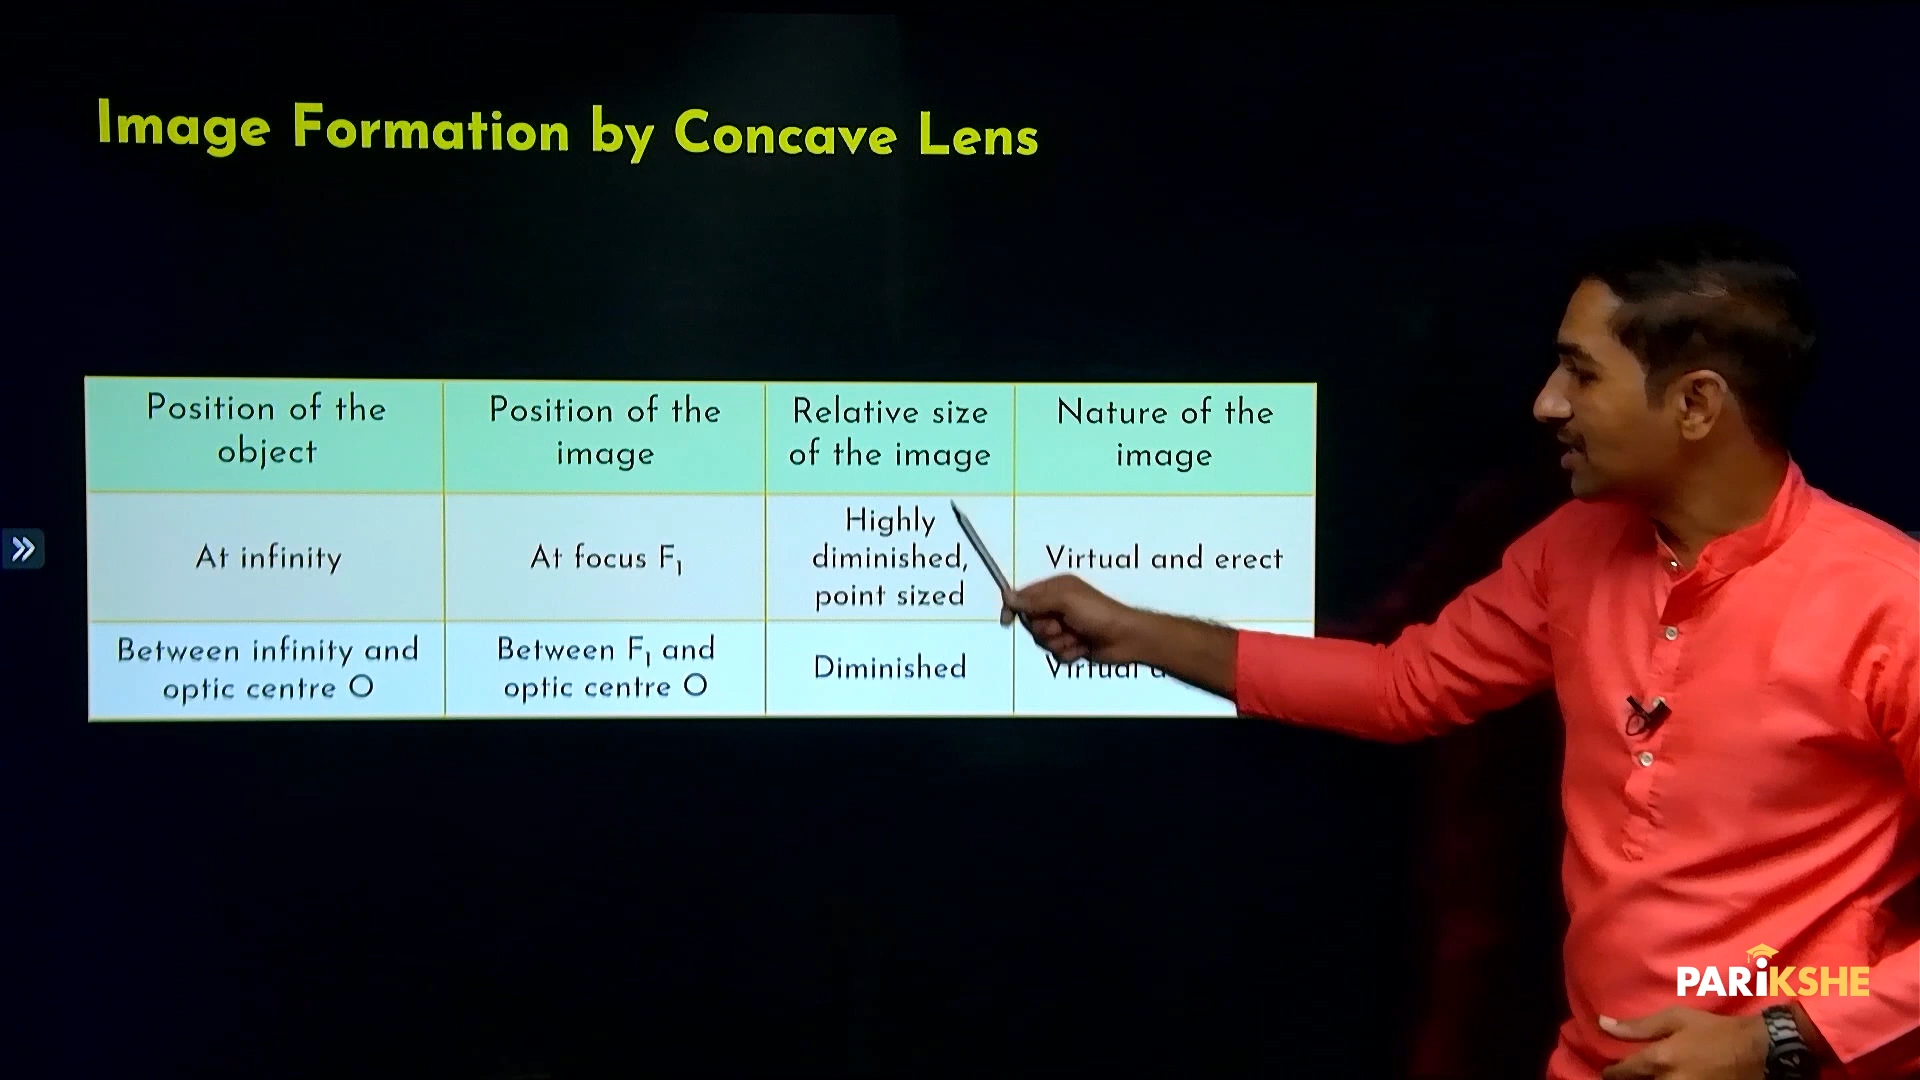 Image Formation by Concave Lens
Position of the
object
Position of the
image
Relative size
of the image
Nature of the
image
At infinity
At focus F₁
Highly
diminished,
point sized
Virtual and erect
Between infinity and
optic centre O
Between F₁ and
optic centre O
Diminished
Virtual
PARiKSHE